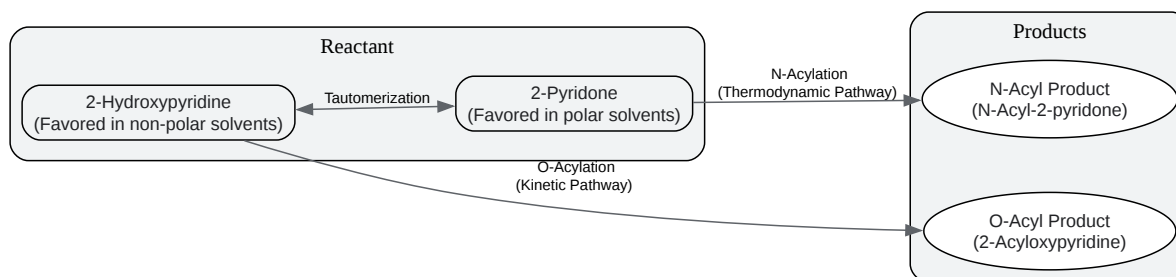 Reactant
2-Hydroxypyridine
(Favored in non-polar solvents)
Tautomerization
2-Pyridone
(Favored in polar solvents)
N-Acylation
(Thermodynamic Pathway)
O-Acylation
(Kinetic Pathway)
Products
N-Acyl Product
(N-Acyl-2-pyridone)
O-Acyl Product
(2-Acyloxypyridine)